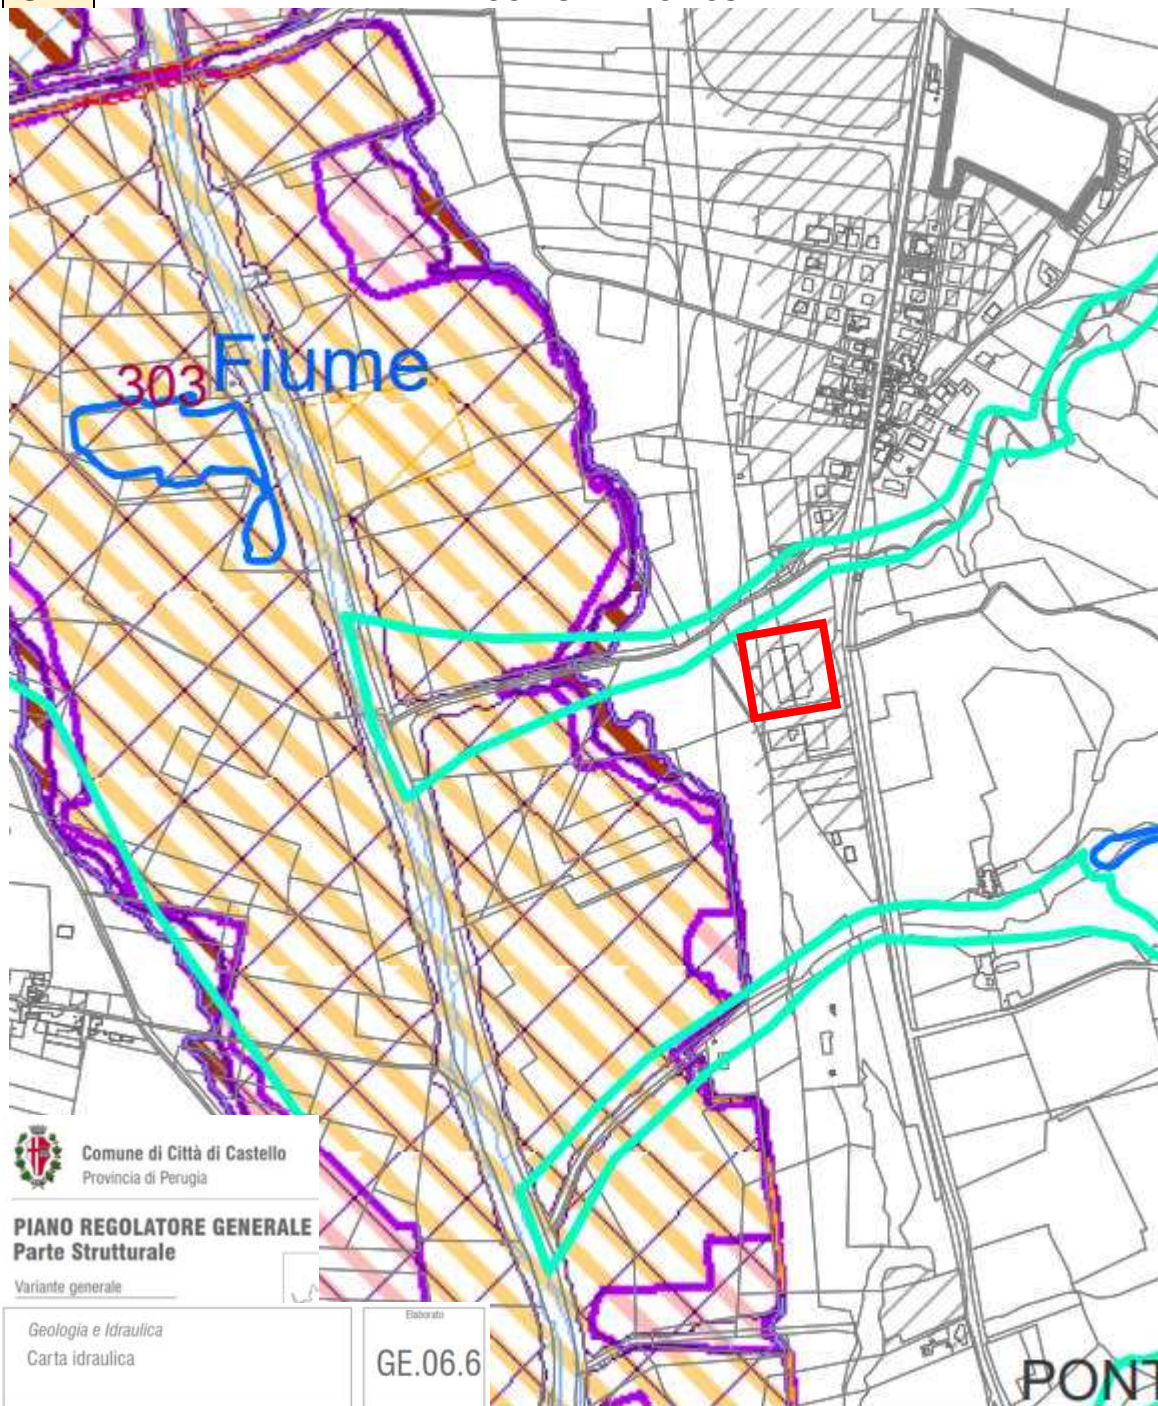 303
Fiume
Comune di Città di Castello
Provincia di Perugia
PIANO REGOLATORE GENERALE
Parte Strutturale
Variante generale
Geologia e Idraulica
Carta idraulica
Elaborato
GE.06.6
PONT